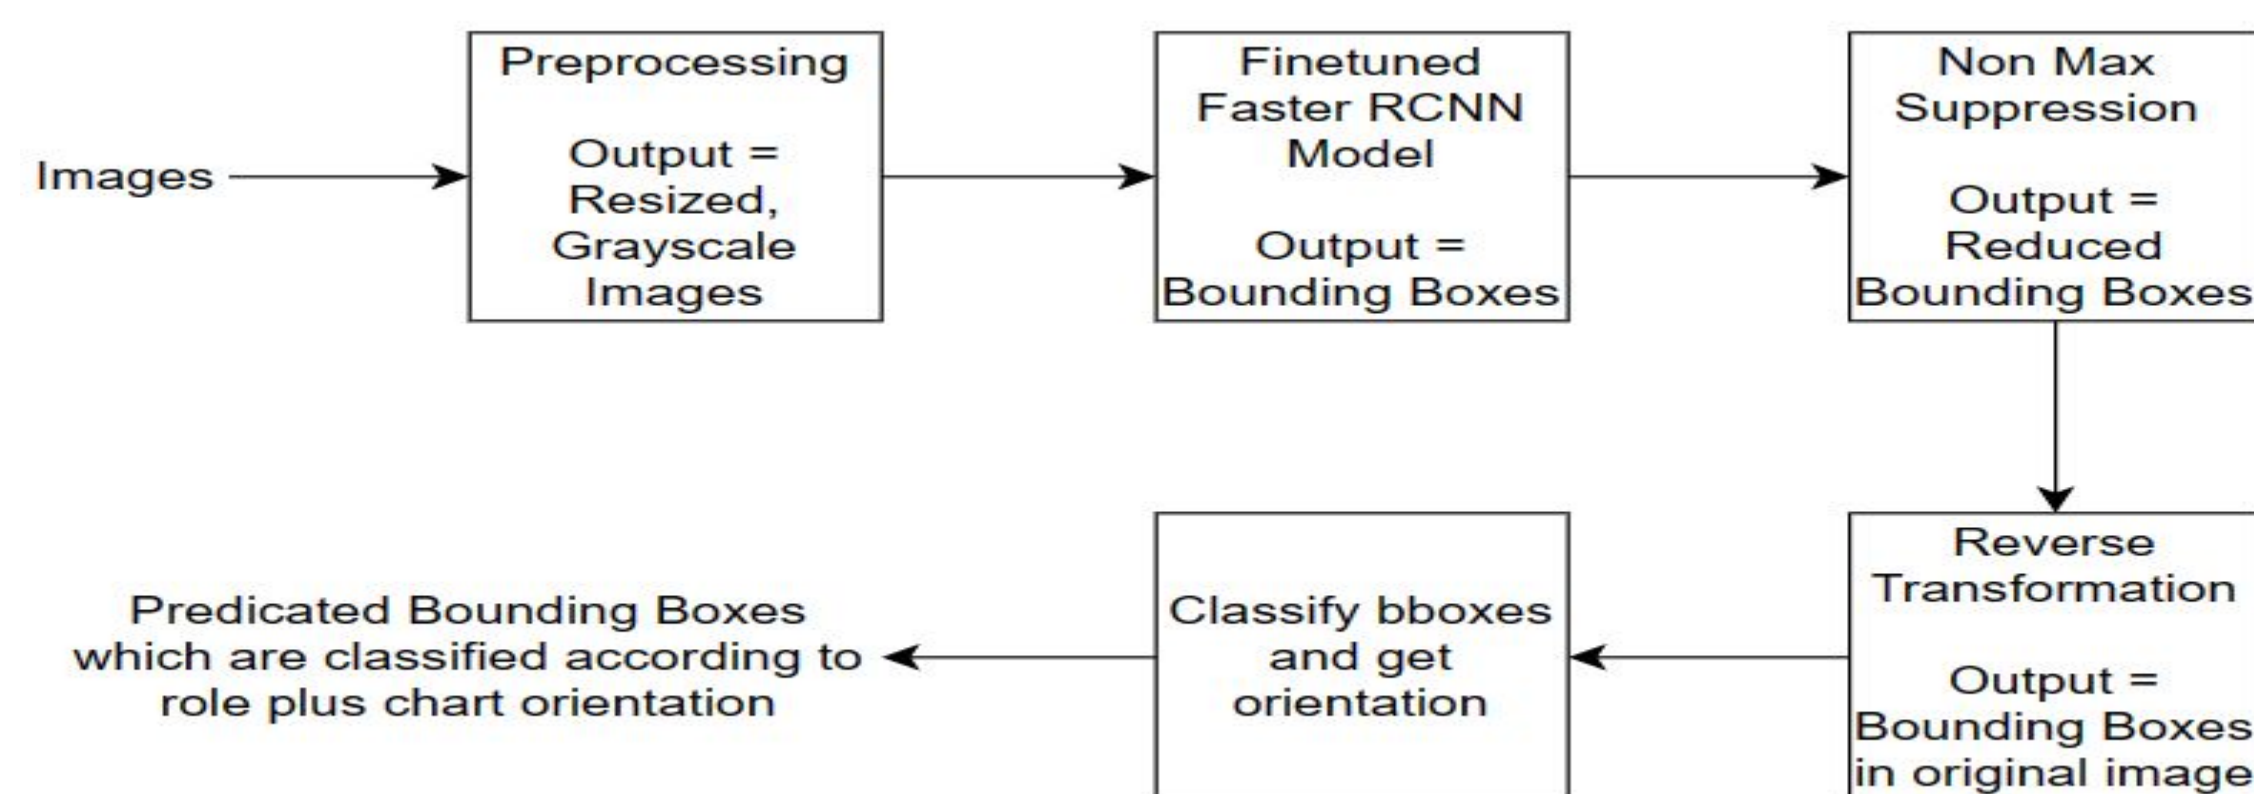 Images
Preprocessing
Output =
Resized,
Grayscale
Images
Finetuned
Faster RCNN
Model
Output =
Bounding Boxes
Non Max
Suppression
Output =
Reduced
Bounding Boxes
Reverse
Transformation
Output =
Bounding Boxes
in original image
Classify bboxes
and get
orientation
Predicated Bounding Boxes
which are classified according to
role plus chart orientation